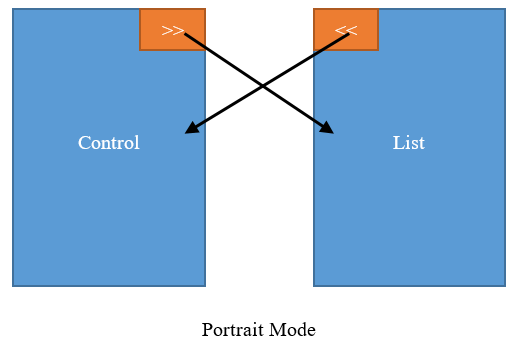 >>
<<
Control
List
Portrait Mode